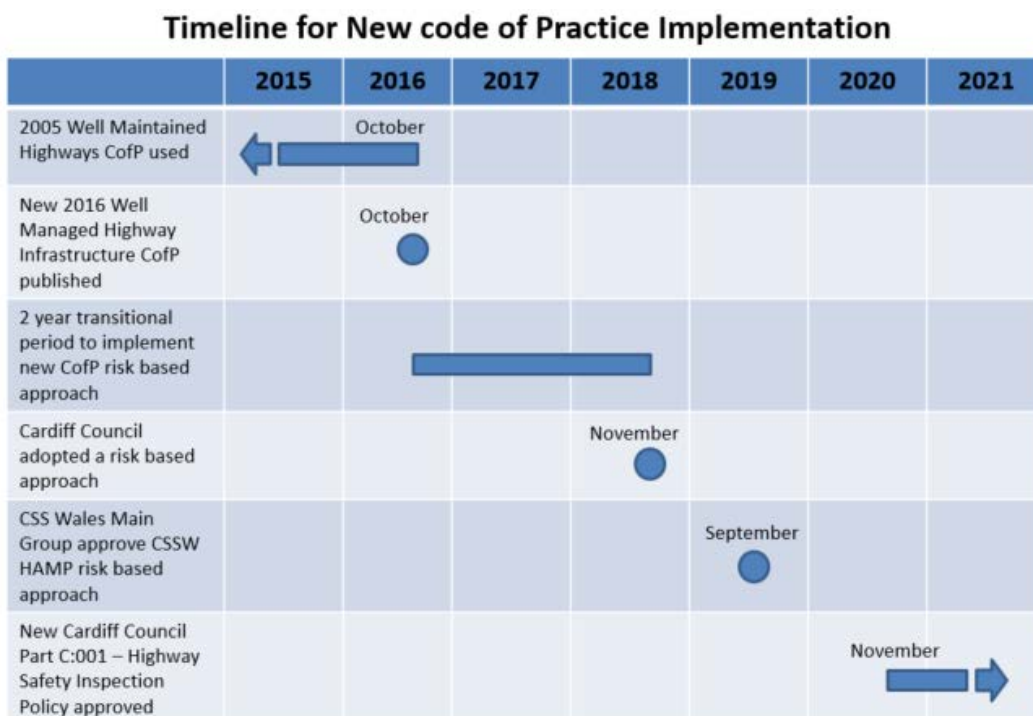 Timeline for New code of Practice Implementation
2015 2016 2017 2018 2019 2020 2021
2005 Well Maintained
Highways CofP used
October
New 2016 Well
Managed Highway
Infrastructure CofP
published
October
2 year transitional
period to implement
new CofP risk based
approach
Cardiff Council
adopted a risk based
approach
November
CSS Wales Main
Group approve CSSW
HAMP risk based
approach
September
New Cardiff Council
Part C:001 – Highway
Safety Inspection
Policy approved
November